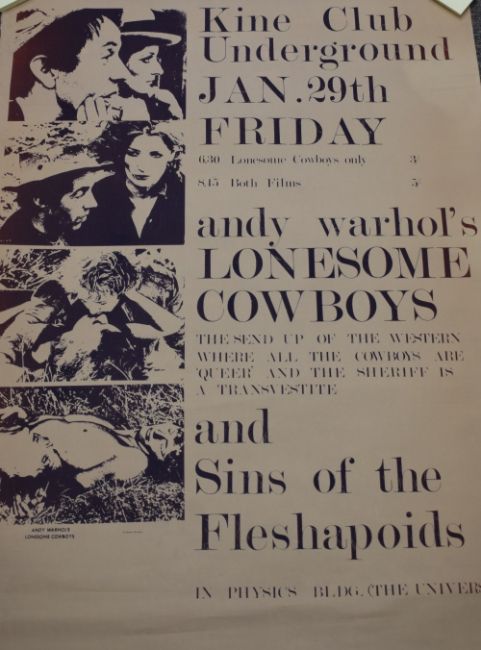 Kine Club
Underground
JAN.29th
FRIDAY
6.30 Lonesome Cowboys only 3/
8.45 Both Films 5/
andy warhol's
LONESOME
COWBOYS
THE SEND UP OF THE WESTERN
WHERE ALL THE COWBOYS ARE
'QUEER' AND THE SHERIFF IS
A TRANSVESTITE
and
Sins of the
Fleshapoids
IN PHYSICS BLDG. (THE UNIVERS
ANDY WARHOL'S
LONESOME COWBOYS